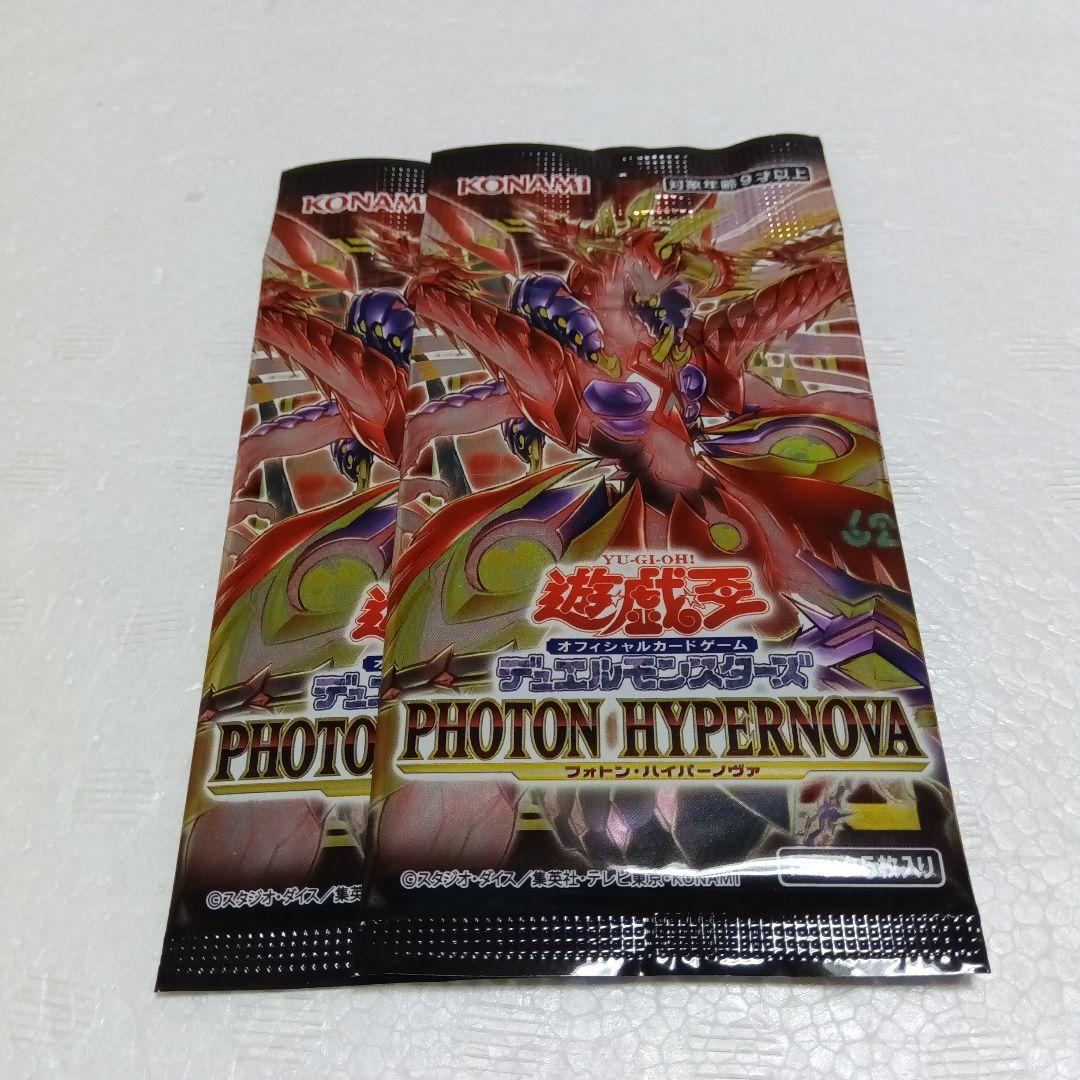 KONAMI
対象年齢9才以上
YU-GI-OH!
遊戯王
オフィシャルカードゲーム
デュエルモンスターズ
PHOTON HYPERNOVA
フォトン・ハイパーノヴァ
5枚入り
©スタジオ・ダイス/集英社・テレビ東京・KONAMI
62
KONAMI
デュ
PHOTO
©スタジオ・ダイス/集